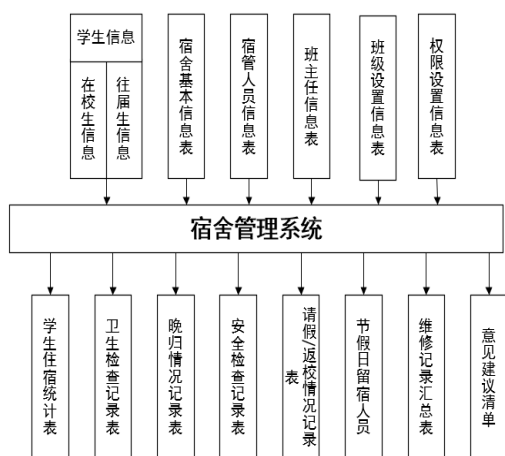 学生信息
在校生信息
往届生信息
宿舍基本信息表
宿管人员信息表
班主任信息表
班级设置信息表
权限设置信息表
宿舍管理系统
学生住宿统计表
卫生检查记录表
晚归情况记录表
安全检查记录表
请假/返校情况记录
表
节假日留宿人员
维修记录汇总表
意见建议清单